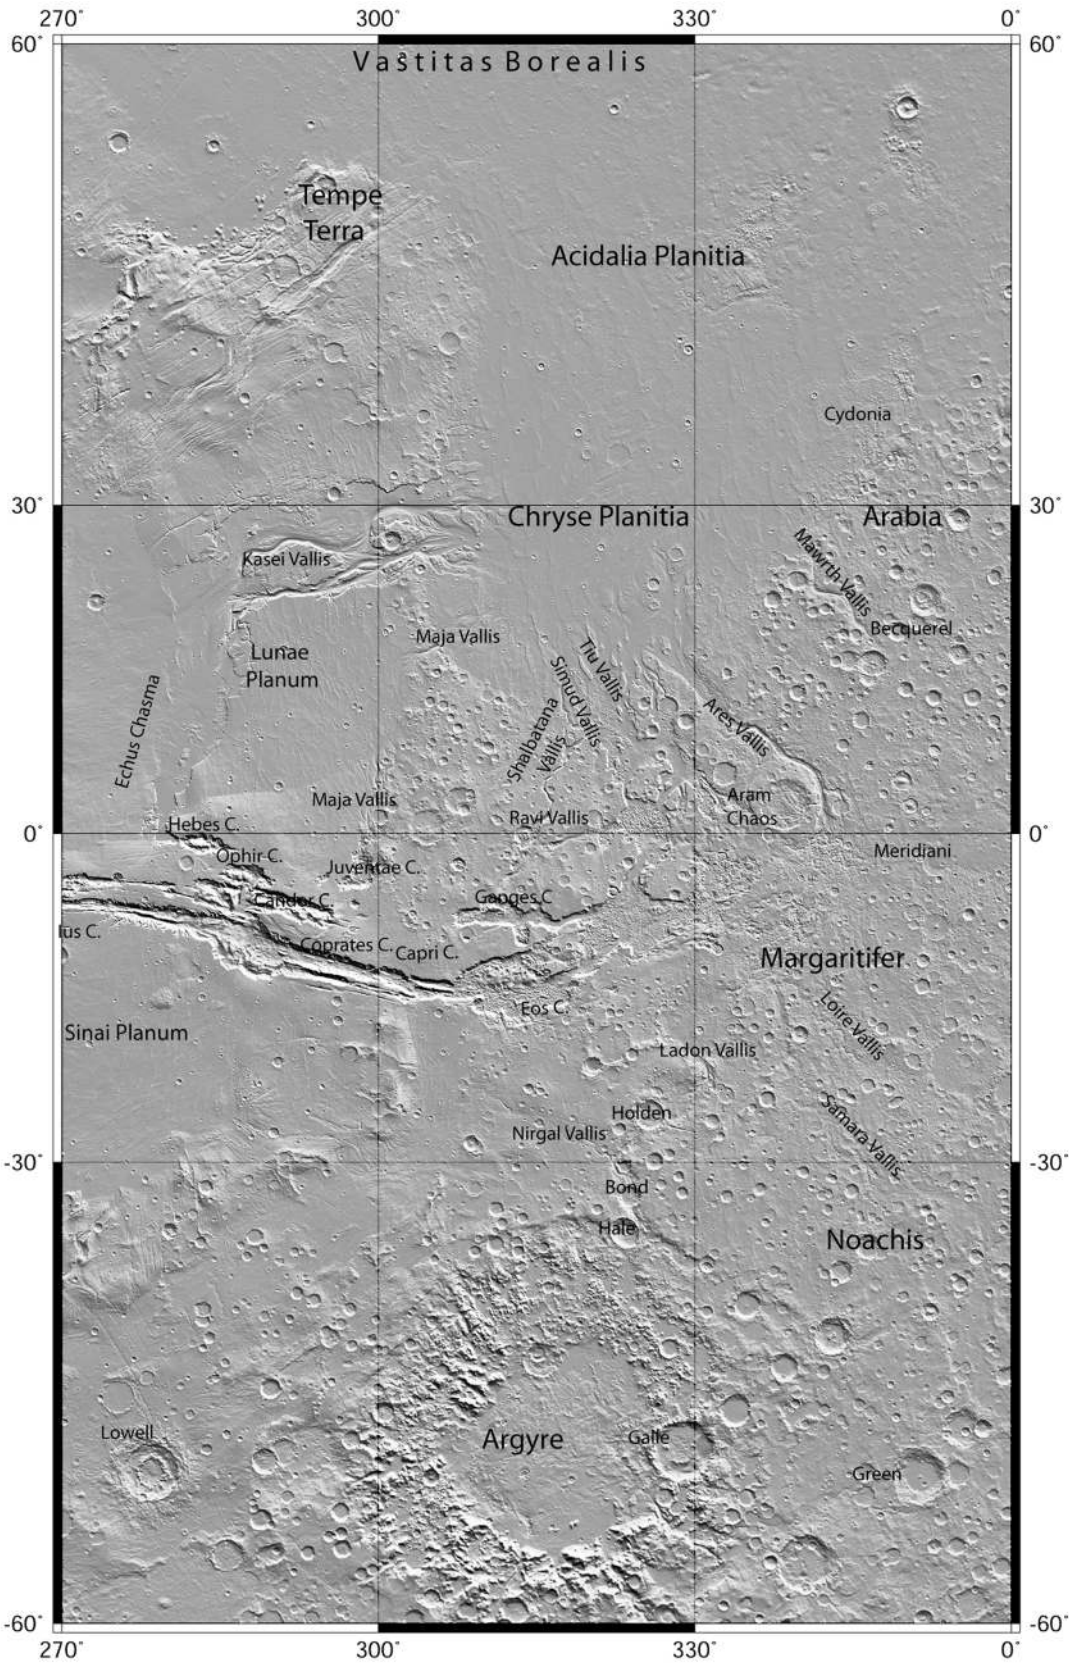 270˚ 300˚ 330˚ 0˚
60˚ 60˚
Vastitas Borealis
Tempe
Terra
Acidalia Planitia
Cydonia
30˚ 30˚
Chryse Planitia Arabia
Kasei Vallis
Mawrth Vallis
Becquerel
Maja Vallis
Lunae
Planum
Tiu Vallis
Simud Vallis
Shalbatana
Vallis
Ares Vallis
Echus Chasma
Aram
Chaos
Maja Vallis
Ravi Vallis
Hebes C.
0˚ 0˚
Ophir C.
Meridiani
Juventae C.
Candor C.
Ganges C
Ius C.
Coprates C.
Capri C.
Margaritifer
Eos C.
Loire Vallis
Sinai Planum
Ladon Vallis
Holden
Samara Vallis
Nirgal Vallis
-30˚ -30˚
Bond
Hale
Noachis
Lowell
Argyre
Galle
Green
-60˚ -60˚
270˚ 300˚ 330˚ 0˚